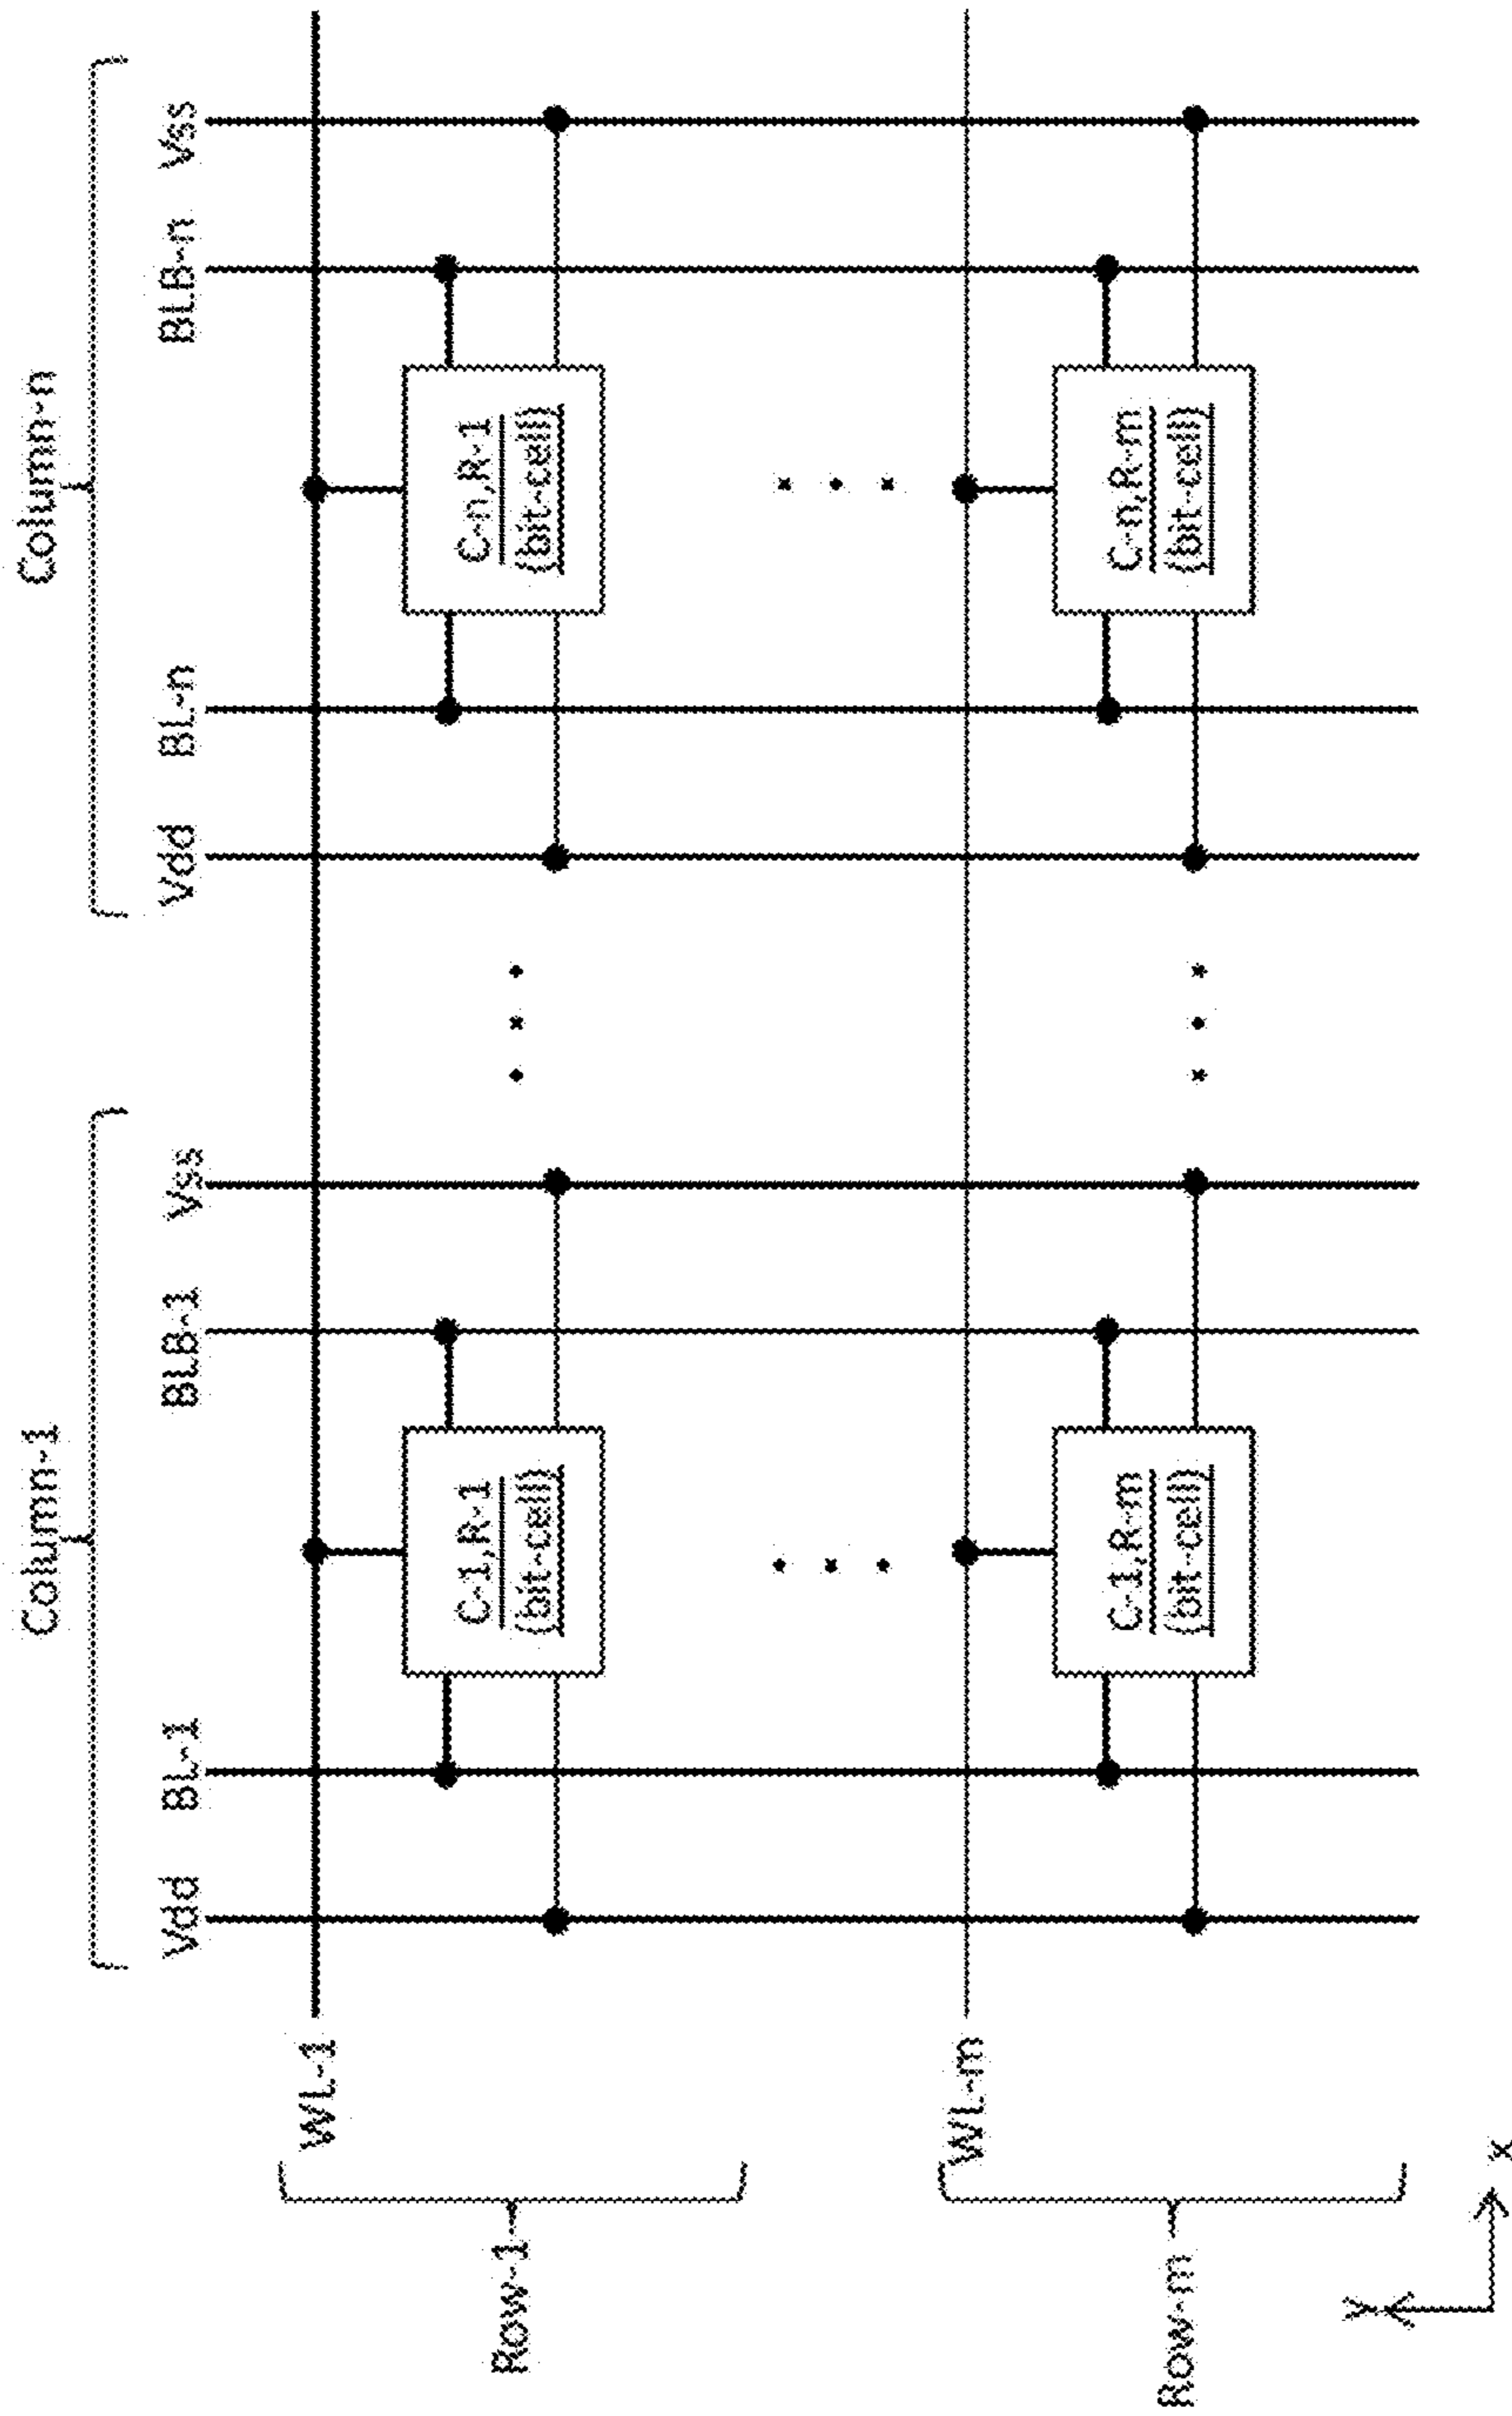 Column-1
Column-n
Vdd
BL-1
BLB-1
Vss
Vdd
BL-n
BLB-n
Vss
WL-1
Row-1
C-1,R-1
(bit-cell)
C-n,R-1
(bit-cell)
WL-m
Row-m
C-1,R-m
(bit-cell)
C-n,R-m
(bit-cell)
y
x